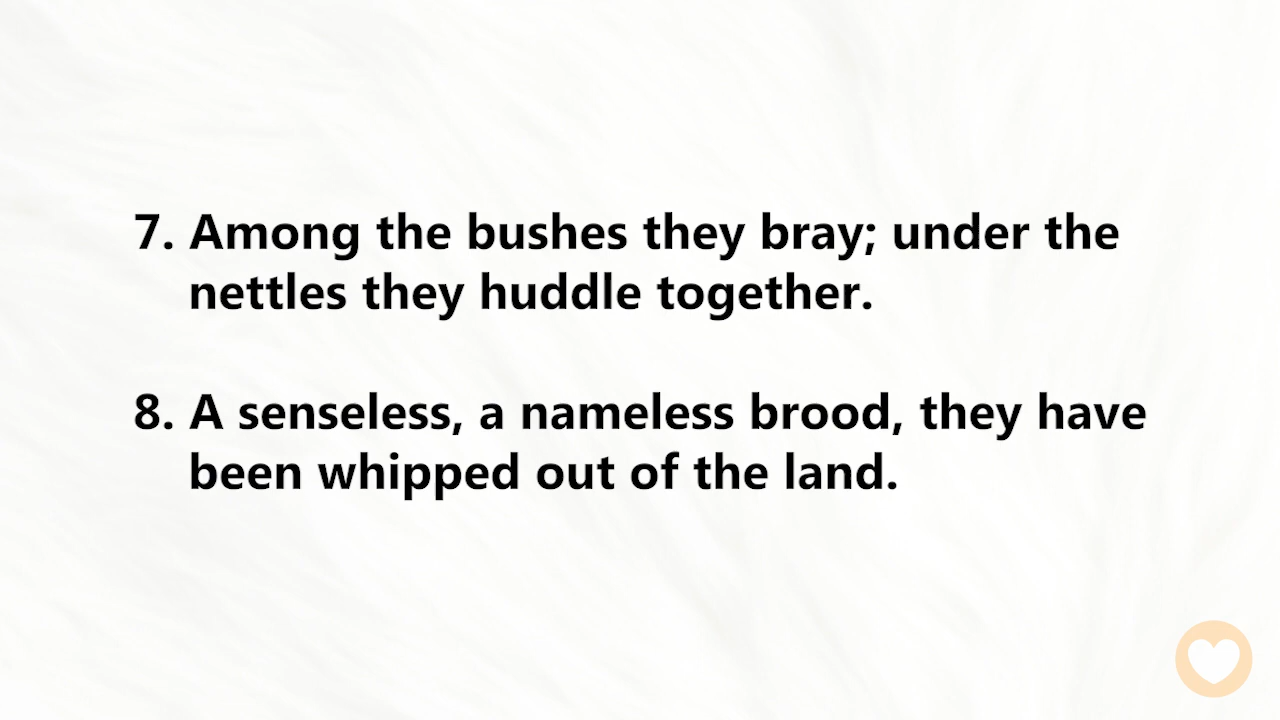 7. Among the bushes they bray; under the
nettles they huddle together.
8. A senseless, a nameless brood, they have
been whipped out of the land.